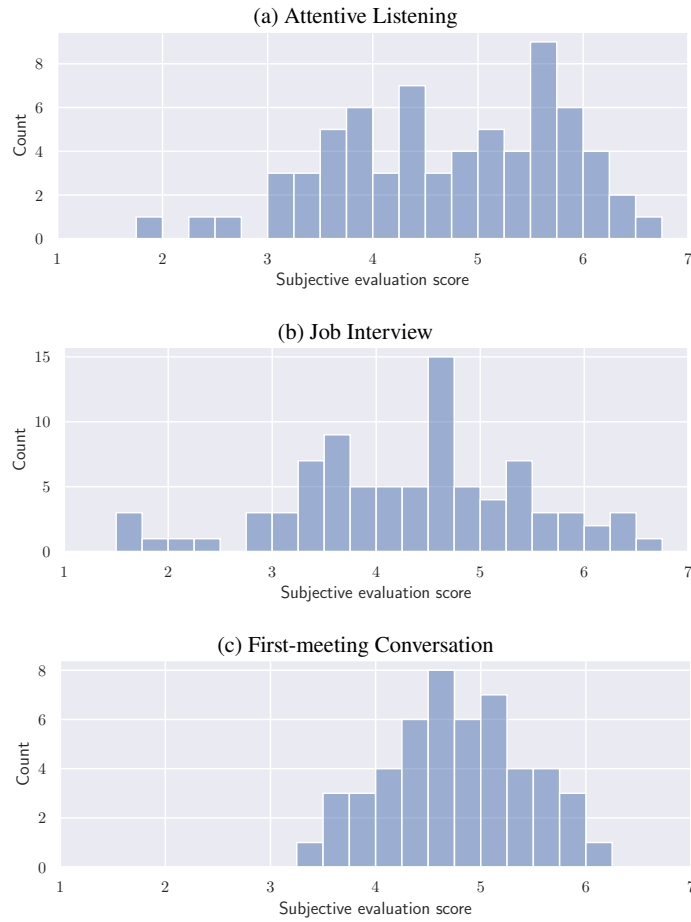 (a) Attentive Listening
8
6
4
2
0
Count
1 2 3 4 5 6 7
Subjective evaluation score
(b) Job Interview
15
10
5
0
Count
1 2 3 4 5 6 7
Subjective evaluation score
(c) First-meeting Conversation
8
6
4
2
0
Count
1 2 3 4 5 6 7
Subjective evaluation score